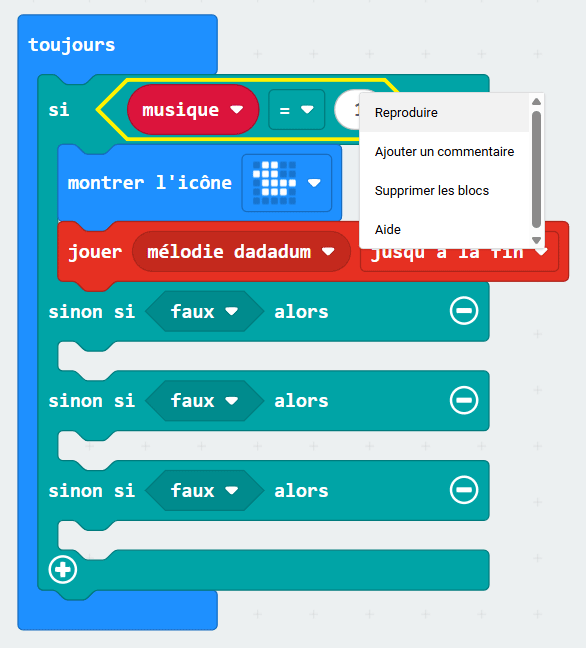 toujours
si musique = 1
Reproduire
Ajouter un commentaire
montrer l'icône
Supprimer les blocs
Aide
jouer mélodie dadadum jusqu'à la fin
sinon si faux alors
sinon si faux alors
sinon si faux alors